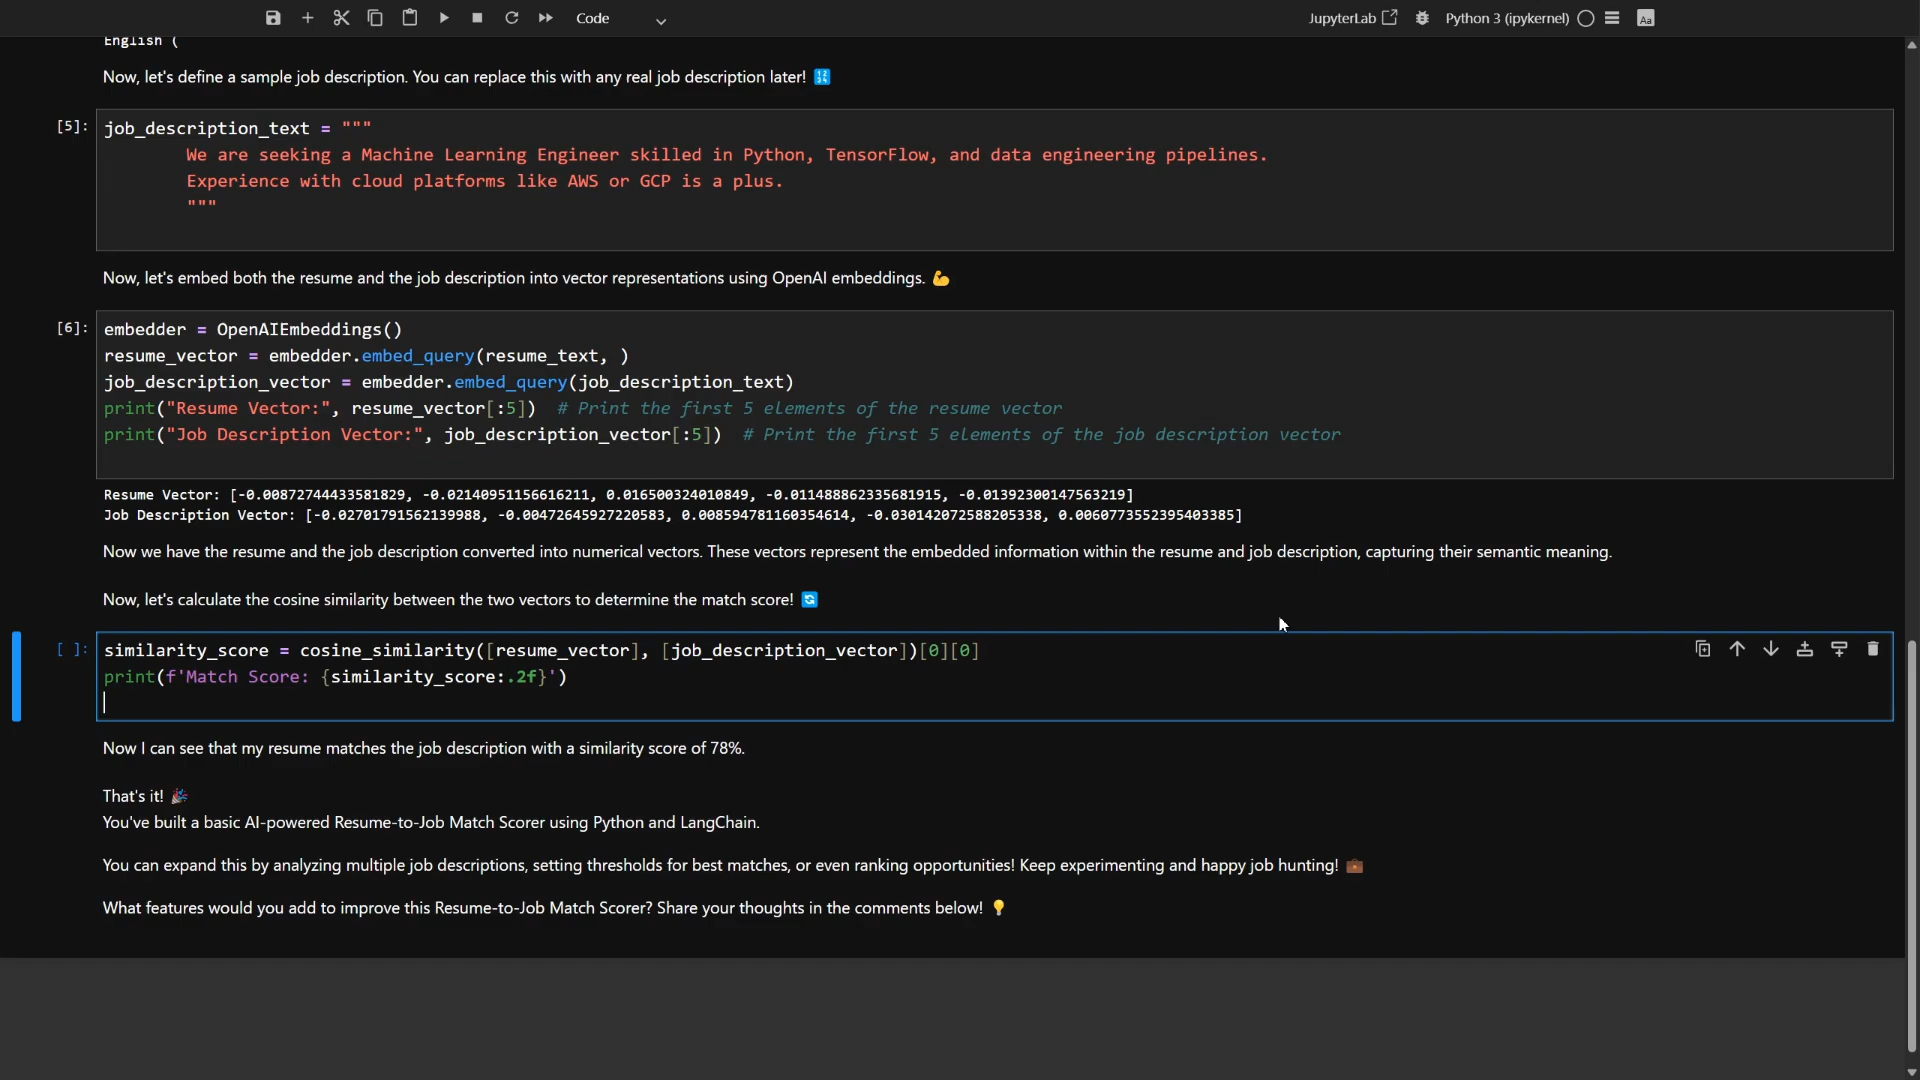 Code
JupyterLab
Python 3 (ipykernel)
English (
Now, let's define a sample job description. You can replace this with any real job description later! 🔢
[5]:
job_description_text = """
We are seeking a Machine Learning Engineer skilled in Python, TensorFlow, and data engineering pipelines.
Experience with cloud platforms like AWS or GCP is a plus.
"""
Now, let's embed both the resume and the job description into vector representations using OpenAI embeddings. 💪
[6]:
embedder = OpenAIEmbeddings()
resume_vector = embedder.embed_query(resume_text, )
job_description_vector = embedder.embed_query(job_description_text)
print("Resume Vector:", resume_vector[:5])  # Print the first 5 elements of the resume vector
print("Job Description Vector:", job_description_vector[:5])  # Print the first 5 elements of the job description vector
Resume Vector: [-0.00872744433581829, -0.02140951156616211, 0.016500324010849, -0.011488862335681915, -0.01392300147563219]
Job Description Vector: [-0.02701791562139988, -0.00472645927220583, 0.008594781160354614, -0.030142072588205338, 0.0060773552395403385]
Now we have the resume and the job description converted into numerical vectors. These vectors represent the embedded information within the resume and job description, capturing their semantic meaning.
Now, let's calculate the cosine similarity between the two vectors to determine the match score! 🔄
[ ]:
similarity_score = cosine_similarity([resume_vector], [job_description_vector])[0][0]
print(f'Match Score: {similarity_score:.2f}')
Now I can see that my resume matches the job description with a similarity score of 78%.
That's it! 🎉
You've built a basic AI-powered Resume-to-Job Match Scorer using Python and LangChain.
You can expand this by analyzing multiple job descriptions, setting thresholds for best matches, or even ranking opportunities! Keep experimenting and happy job hunting! 💼
What features would you add to improve this Resume-to-Job Match Scorer? Share your thoughts in the comments below! 💡